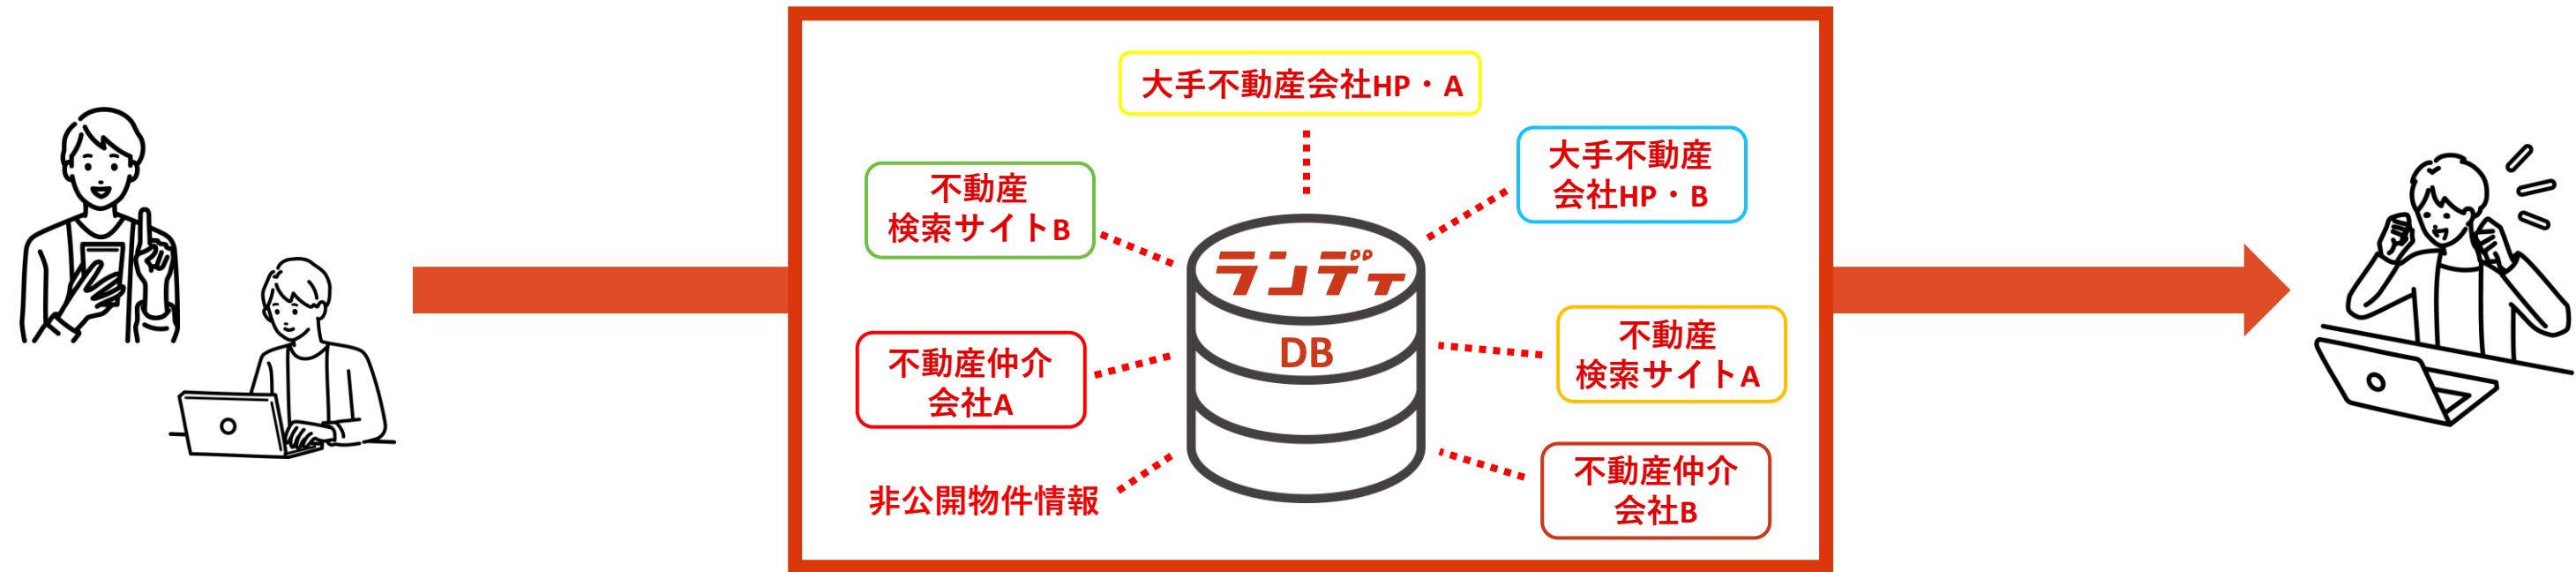 大手不動産会社HP・A
不動産
検索サイトB
大手不動産
会社HP・B
ランディ
DB
不動産仲介
会社A
不動産
検索サイトA
非公開物件情報
不動産仲介
会社B